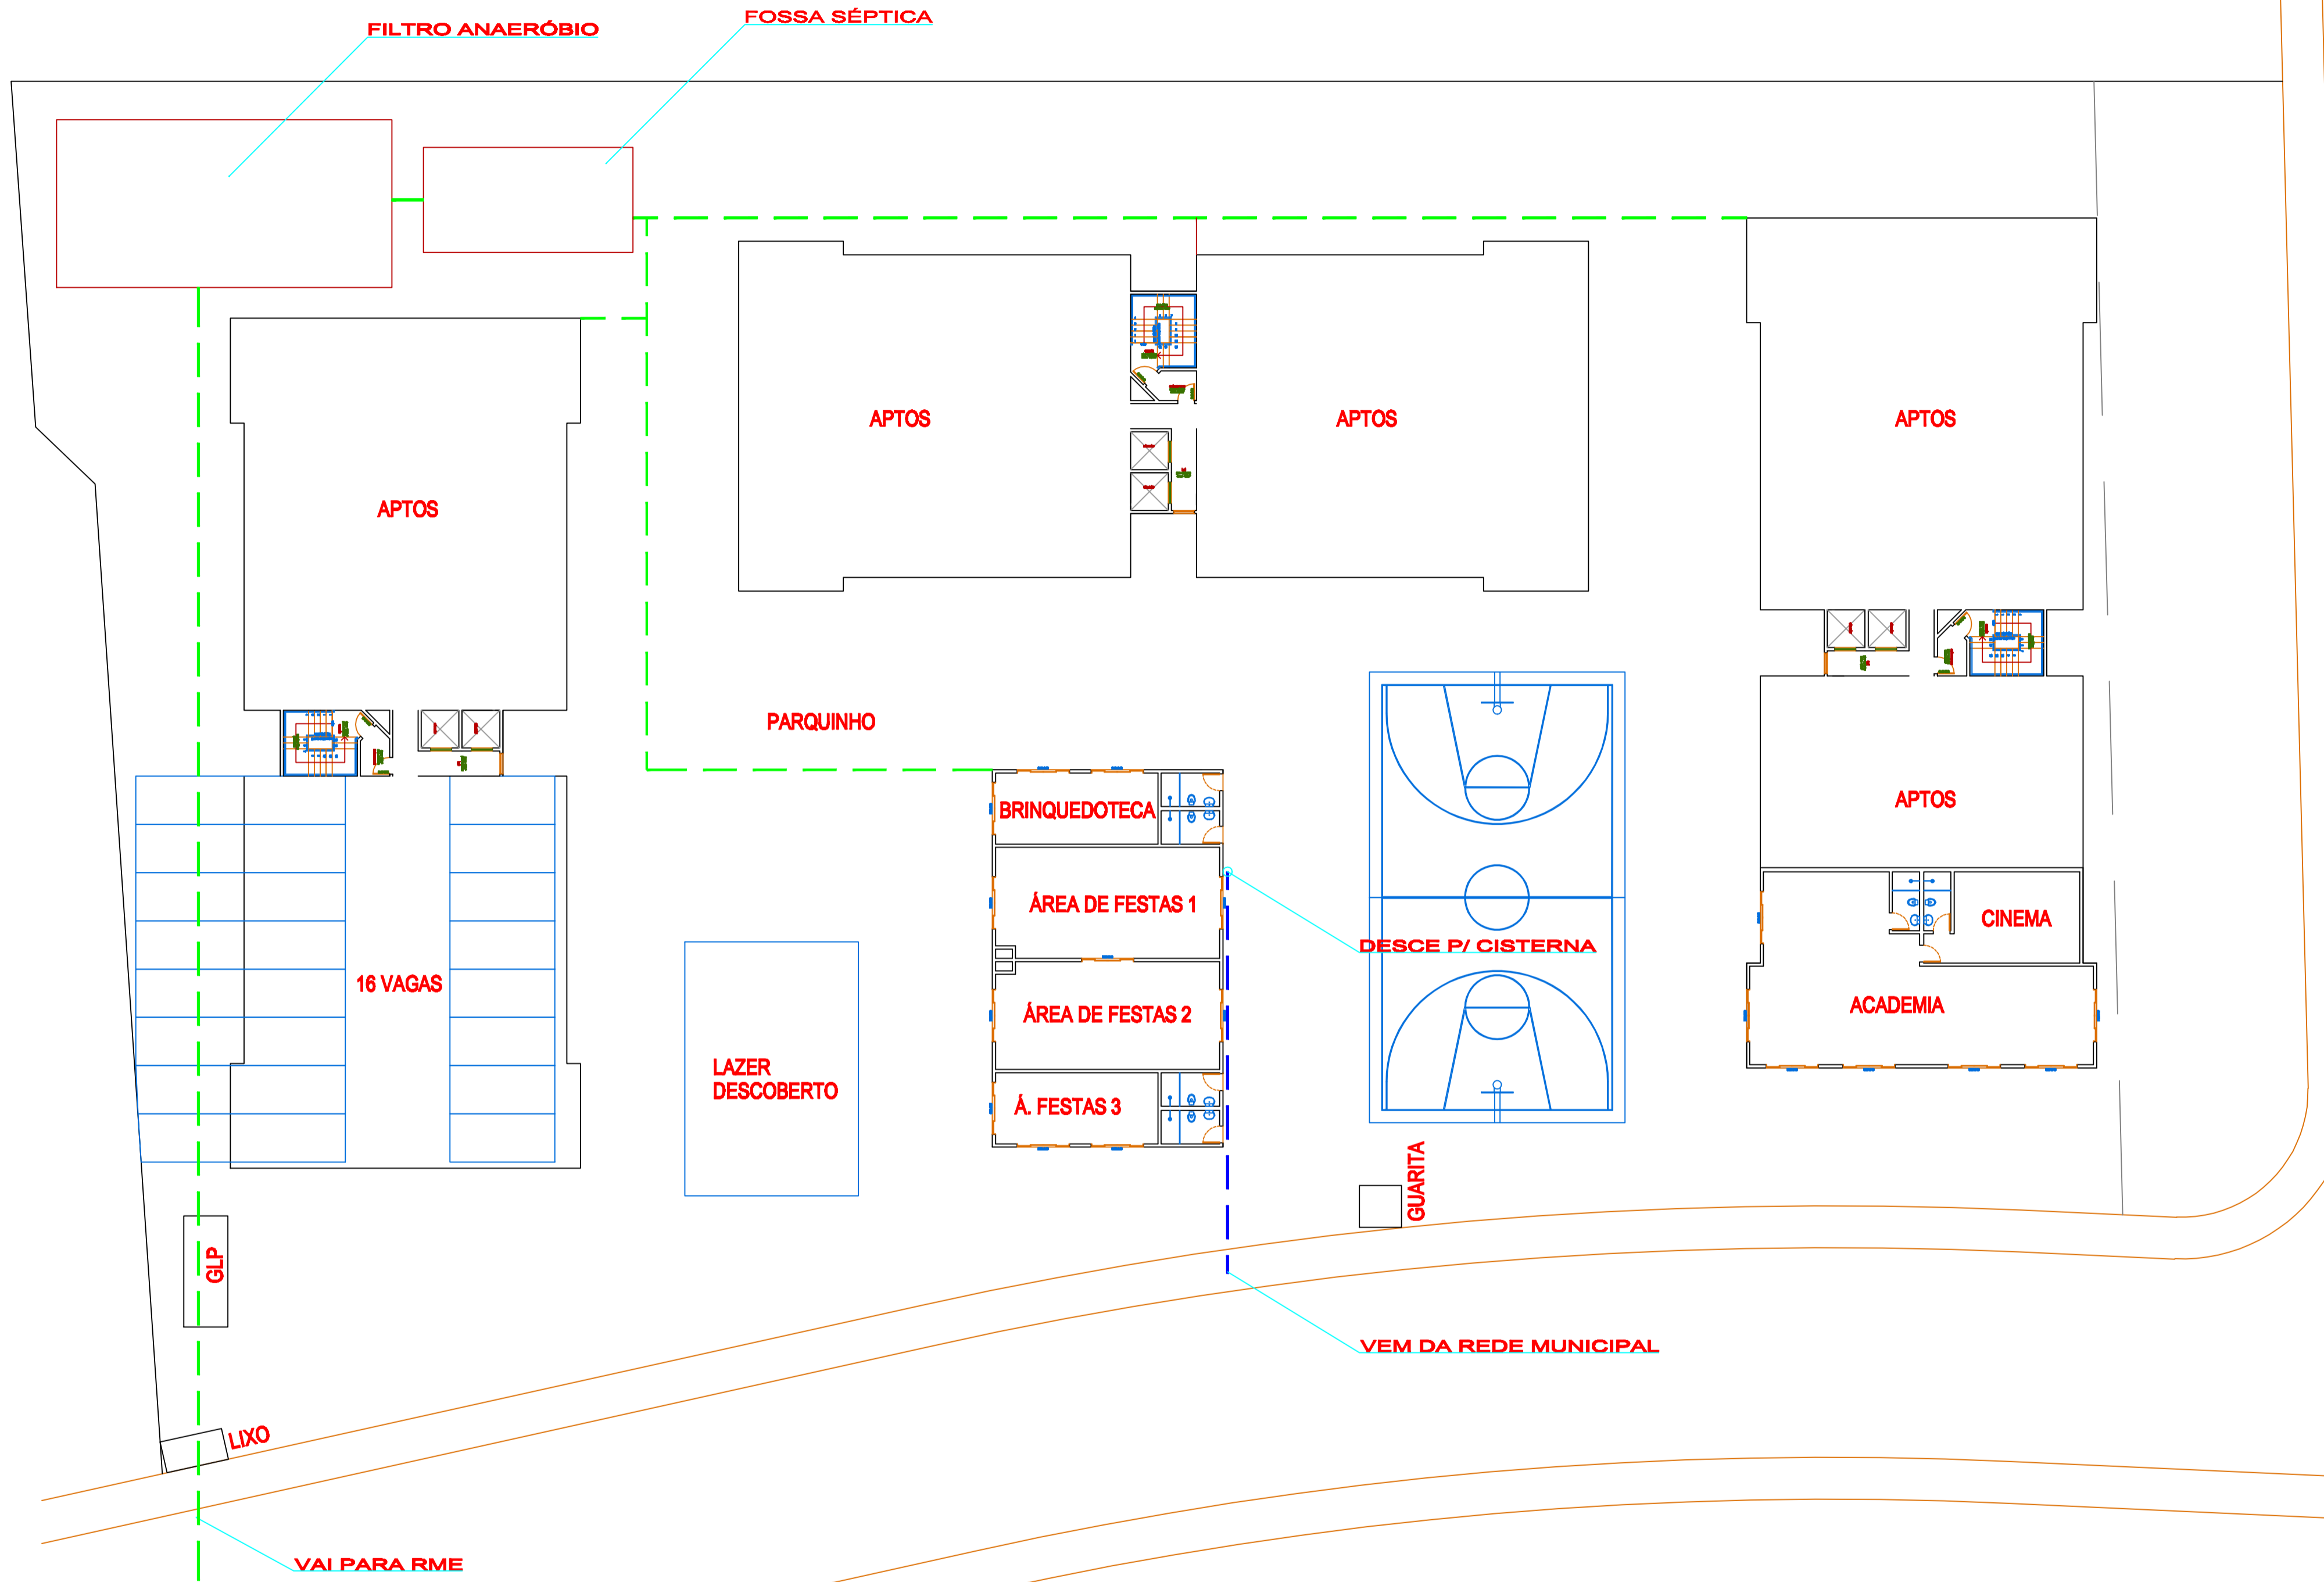 FOSSA SÉPTICA
FILTRO ANAERÓBIO
APTOS
APTOS
APTOS
APTOS
PARQUINHO
APTOS
BRINQUEDOTECA
ÁREA DE FESTAS 1
CINEMA
DESCE P/ CISTERNA
16 VAGAS
ÁREA DE FESTAS 2
ACADEMIA
LAZER
DESCOBERTO
Á. FESTAS 3
GUARITA
GLP
VEM DA REDE MUNICIPAL
LIXO
VAI PARA RME